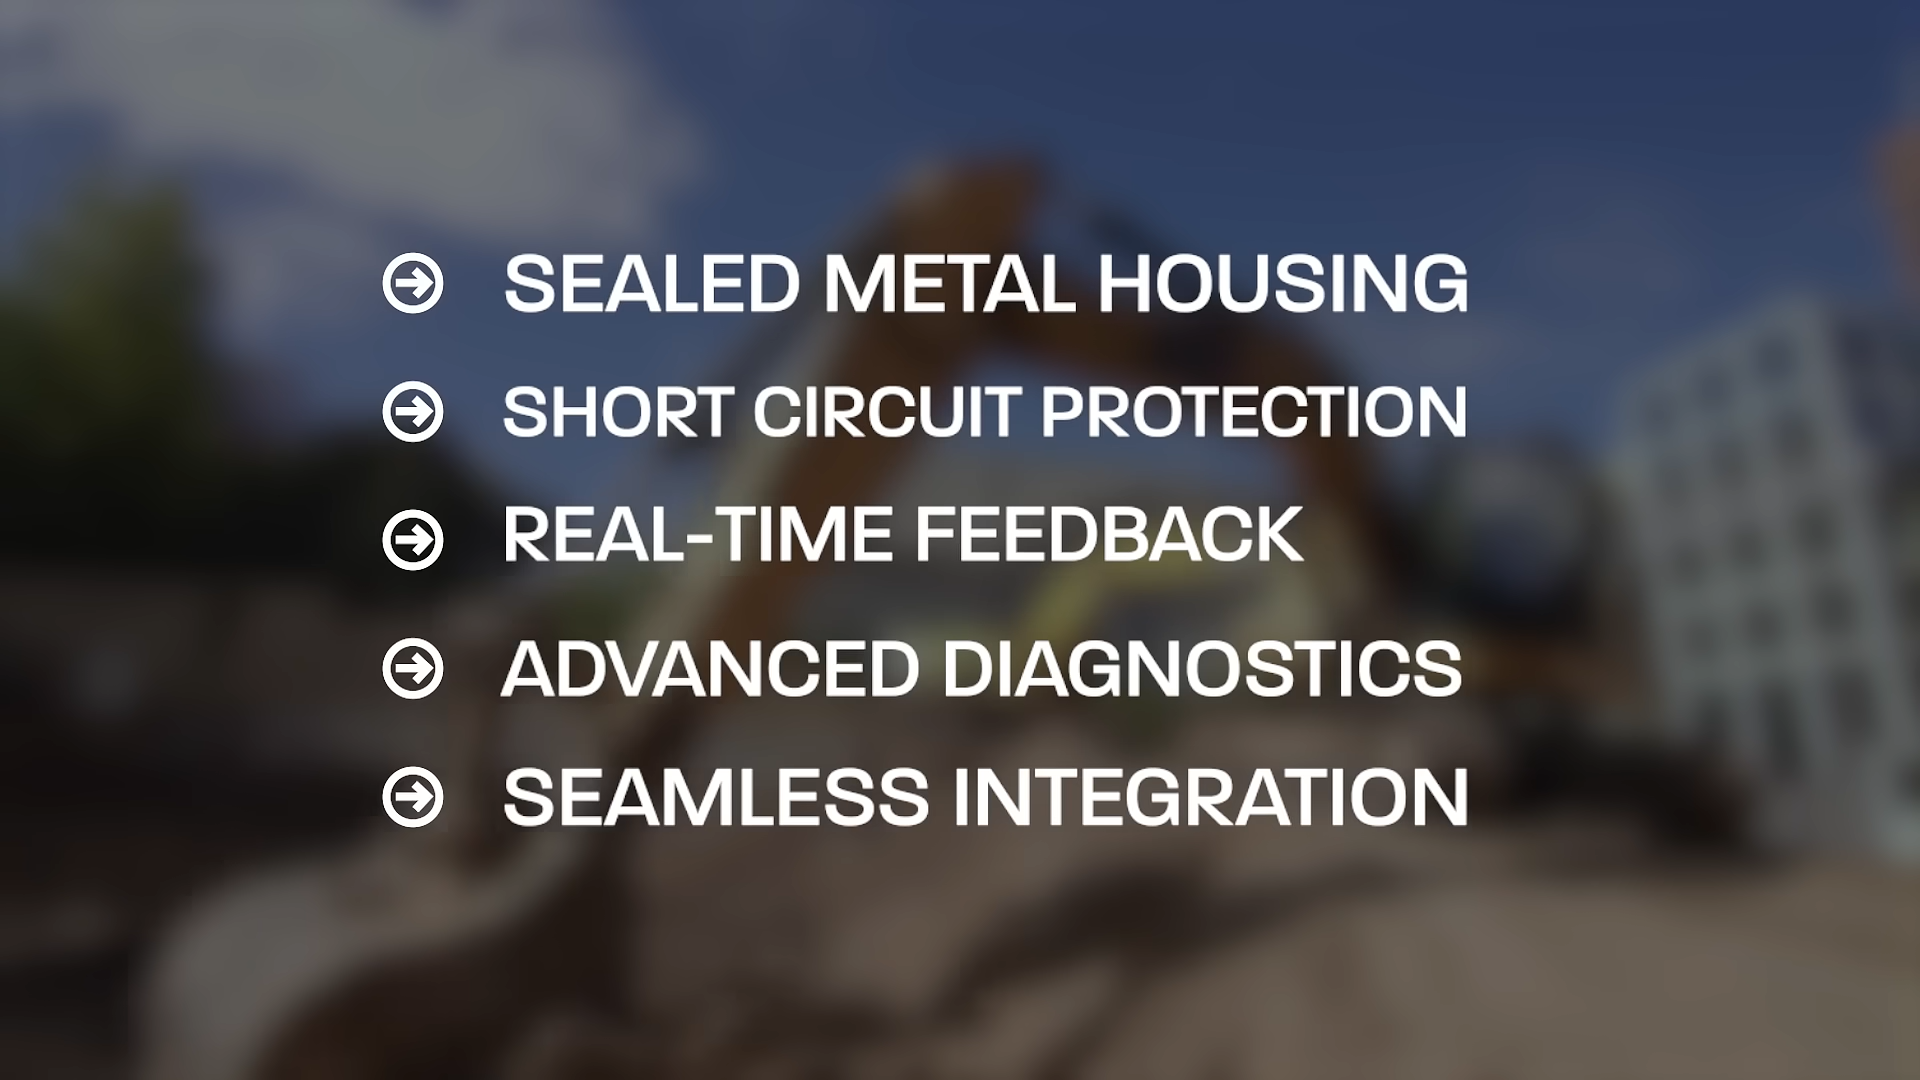 SEALED METAL HOUSING
SHORT CIRCUIT PROTECTION
REAL-TIME FEEDBACK
ADVANCED DIAGNOSTICS
SEAMLESS INTEGRATION